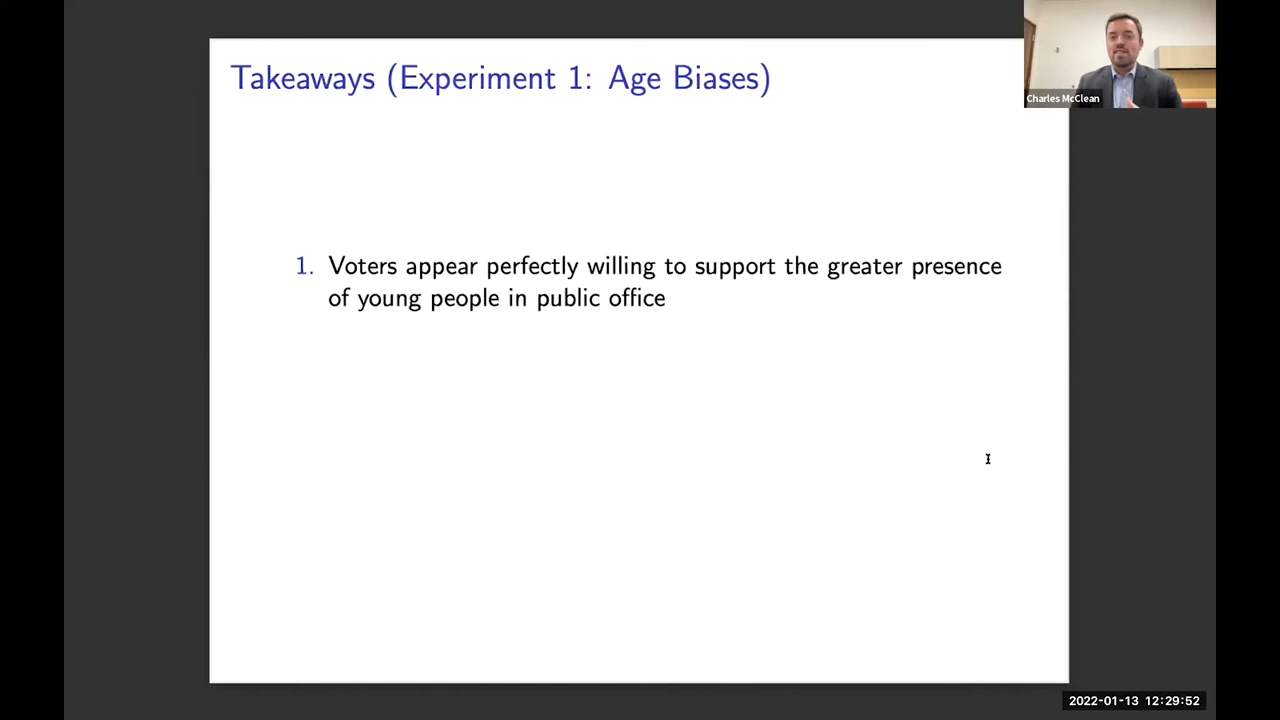 Takeaways (Experiment 1: Age Biases)
Charles McClean
1. Voters appear perfectly willing to support the greater presence
of young people in public office
2022-01-13 12:29:52